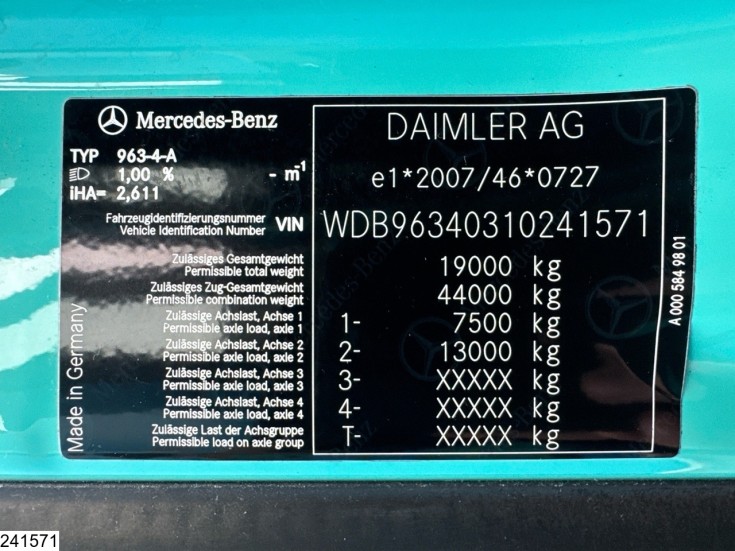 Mercedes-Benz
TYP 963-4-A
1,00 % - m-1
iHA= 2,611
DAIMLER AG
e1*2007/46*0727
Fahrzeugidentifizierungsnummer
Vehicle Identification Number VIN WDB96340310241571
Zulässiges Gesamtgewicht
Permissible total weight 19000 kg
Zulässiges Zug-Gesamtgewicht
Permissible combination weight 44000 kg
Zulässige Achslast, Achse 1
Permissible axle load, axle 1 1- 7500 kg
Zulässige Achslast, Achse 2
Permissible axle load, axle 2 2- 13000 kg
Zulässige Achslast, Achse 3
Permissible axle load, axle 3 3- XXXXX kg
Zulässige Achslast, Achse 4
Permissible axle load, axle 4 4- XXXXX kg
Zulässige Last der Achsgruppe
Permissible load on axle group T- XXXXX kg
Made in Germany
A 000 584 98 01
241571